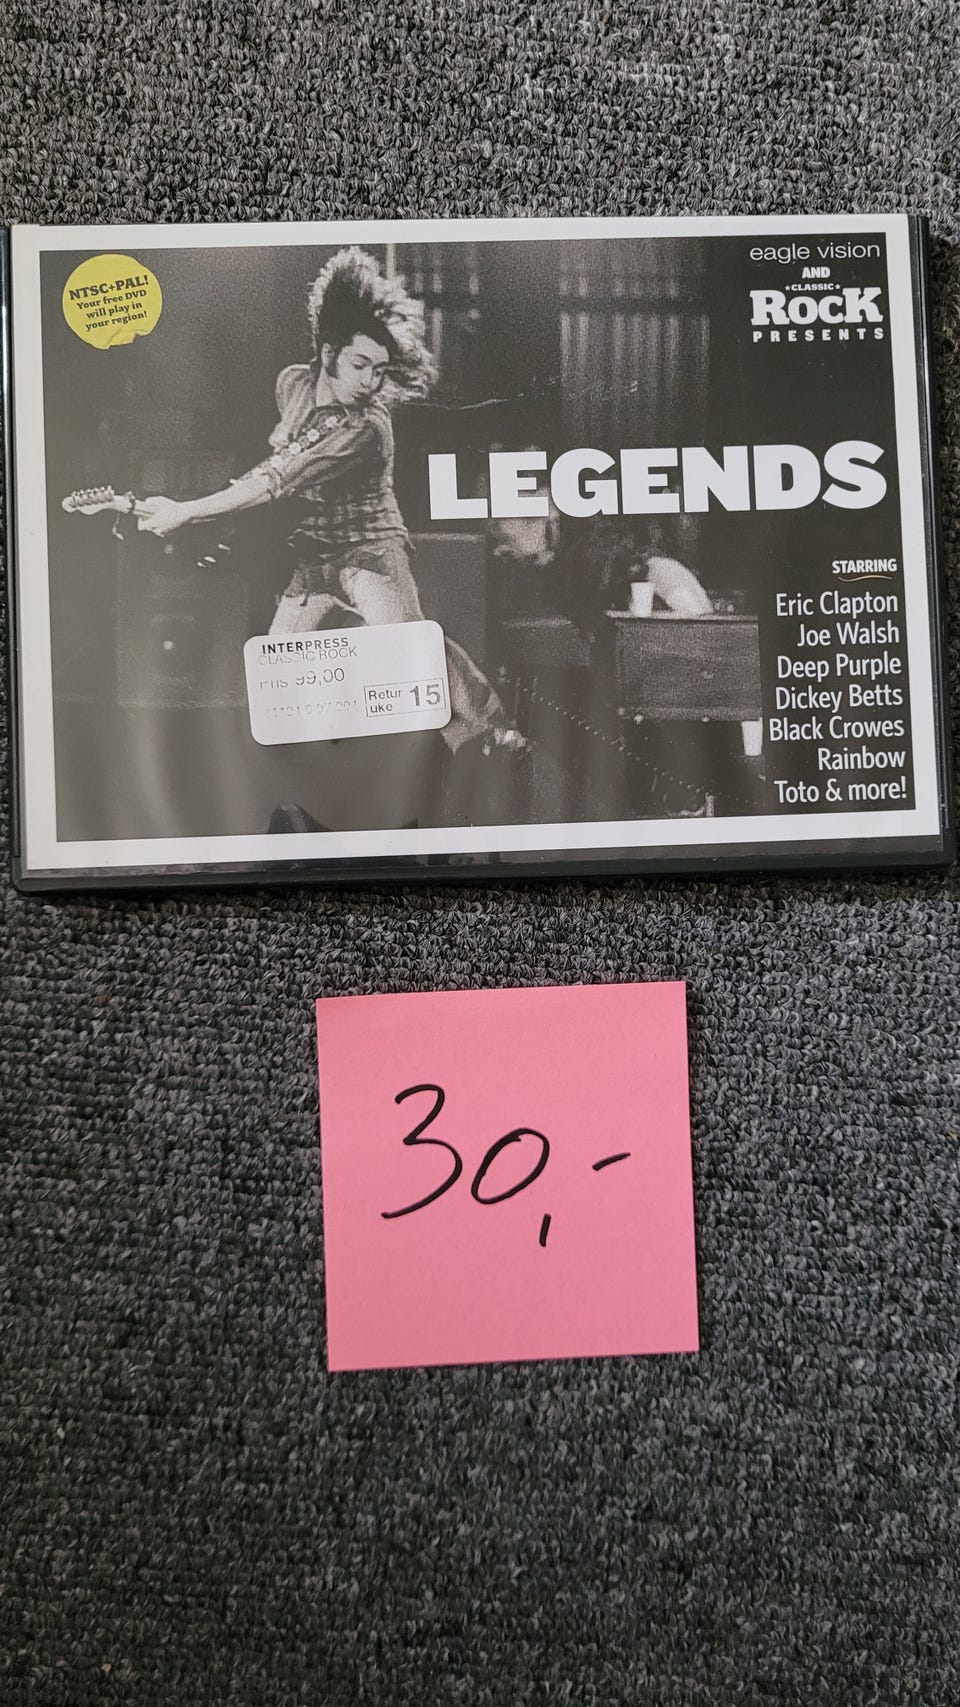 NTSC+PAL!
Your free DVD
will play in
your region!
eagle vision
AND
★CLASSIC★
ROCK
PRESENTS
LEGENDS
STARRING
Eric Clapton
Joe Walsh
Deep Purple
Dickey Betts
Black Crowes
Rainbow
Toto & more!
INTERPRESS
CLASSIC ROCK
99,00
Retur
uke 15
30,-